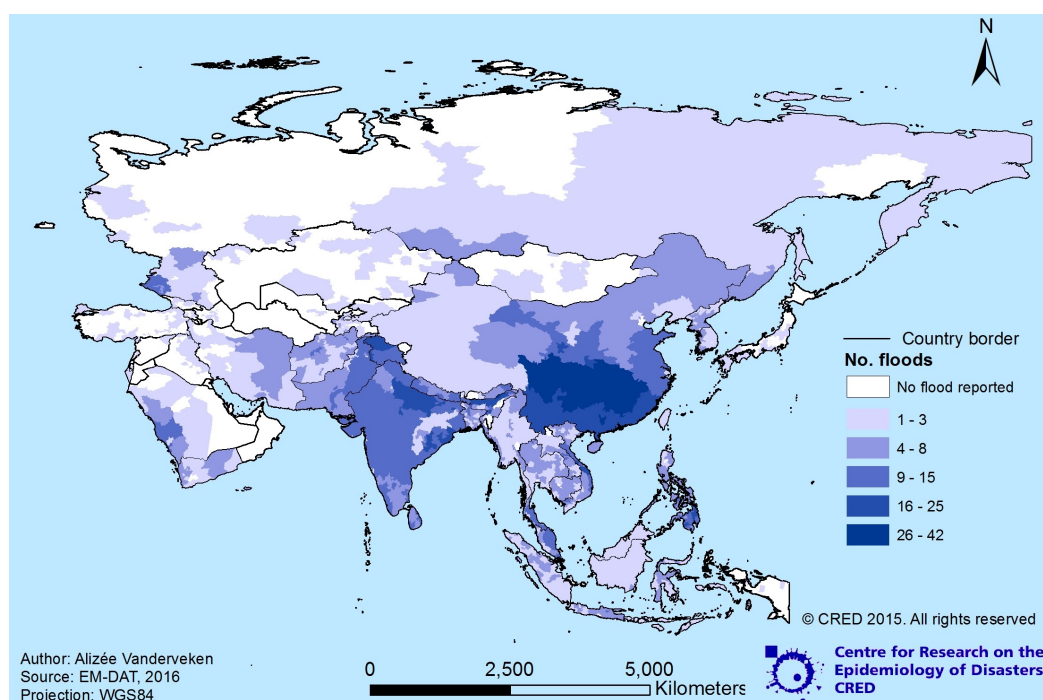 N
Country border
No. floods
No flood reported
1 - 3
4 - 8
9 - 15
16 - 25
26 - 42
© CRED 2015. All rights reserved
Author: Alizée Vanderveken
Source: EM-DAT, 2016
Projection: WGS84
0 2,500 5,000
Kilometers
Centre for Research on the
Epidemiology of Disasters
CRED